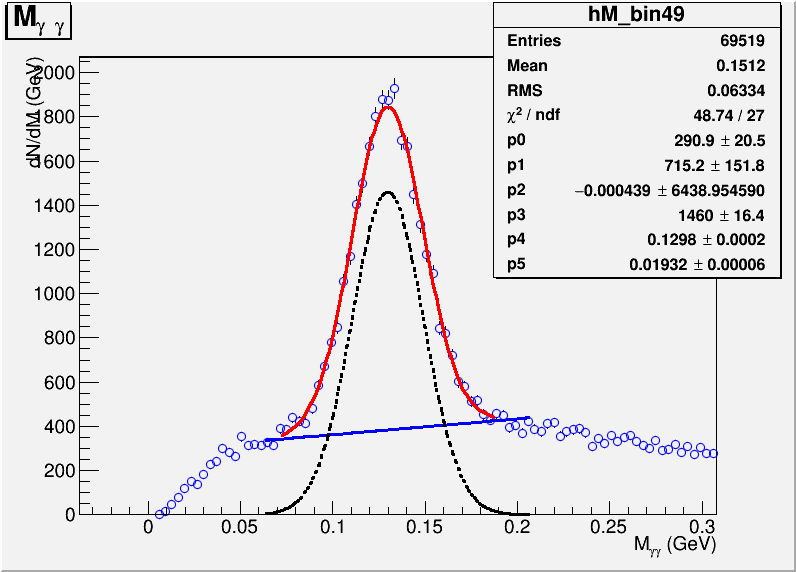 M γ γ
hM_bin49
Entries 69519
Mean 0.1512
RMS 0.06334
χ² / ndf 48.74 / 27
p0 290.9 ± 20.5
p1 715.2 ± 151.8
p2 −0.000439 ± 6438.954590
p3 1460 ± 16.4
p4 0.1298 ± 0.0002
p5 0.01932 ± 0.00006
dN/dM (GeV)
2000
1800
1600
1400
1200
1000
800
600
400
200
0
0 0.05 0.1 0.15 0.2 0.25 0.3
Mγγ (GeV)